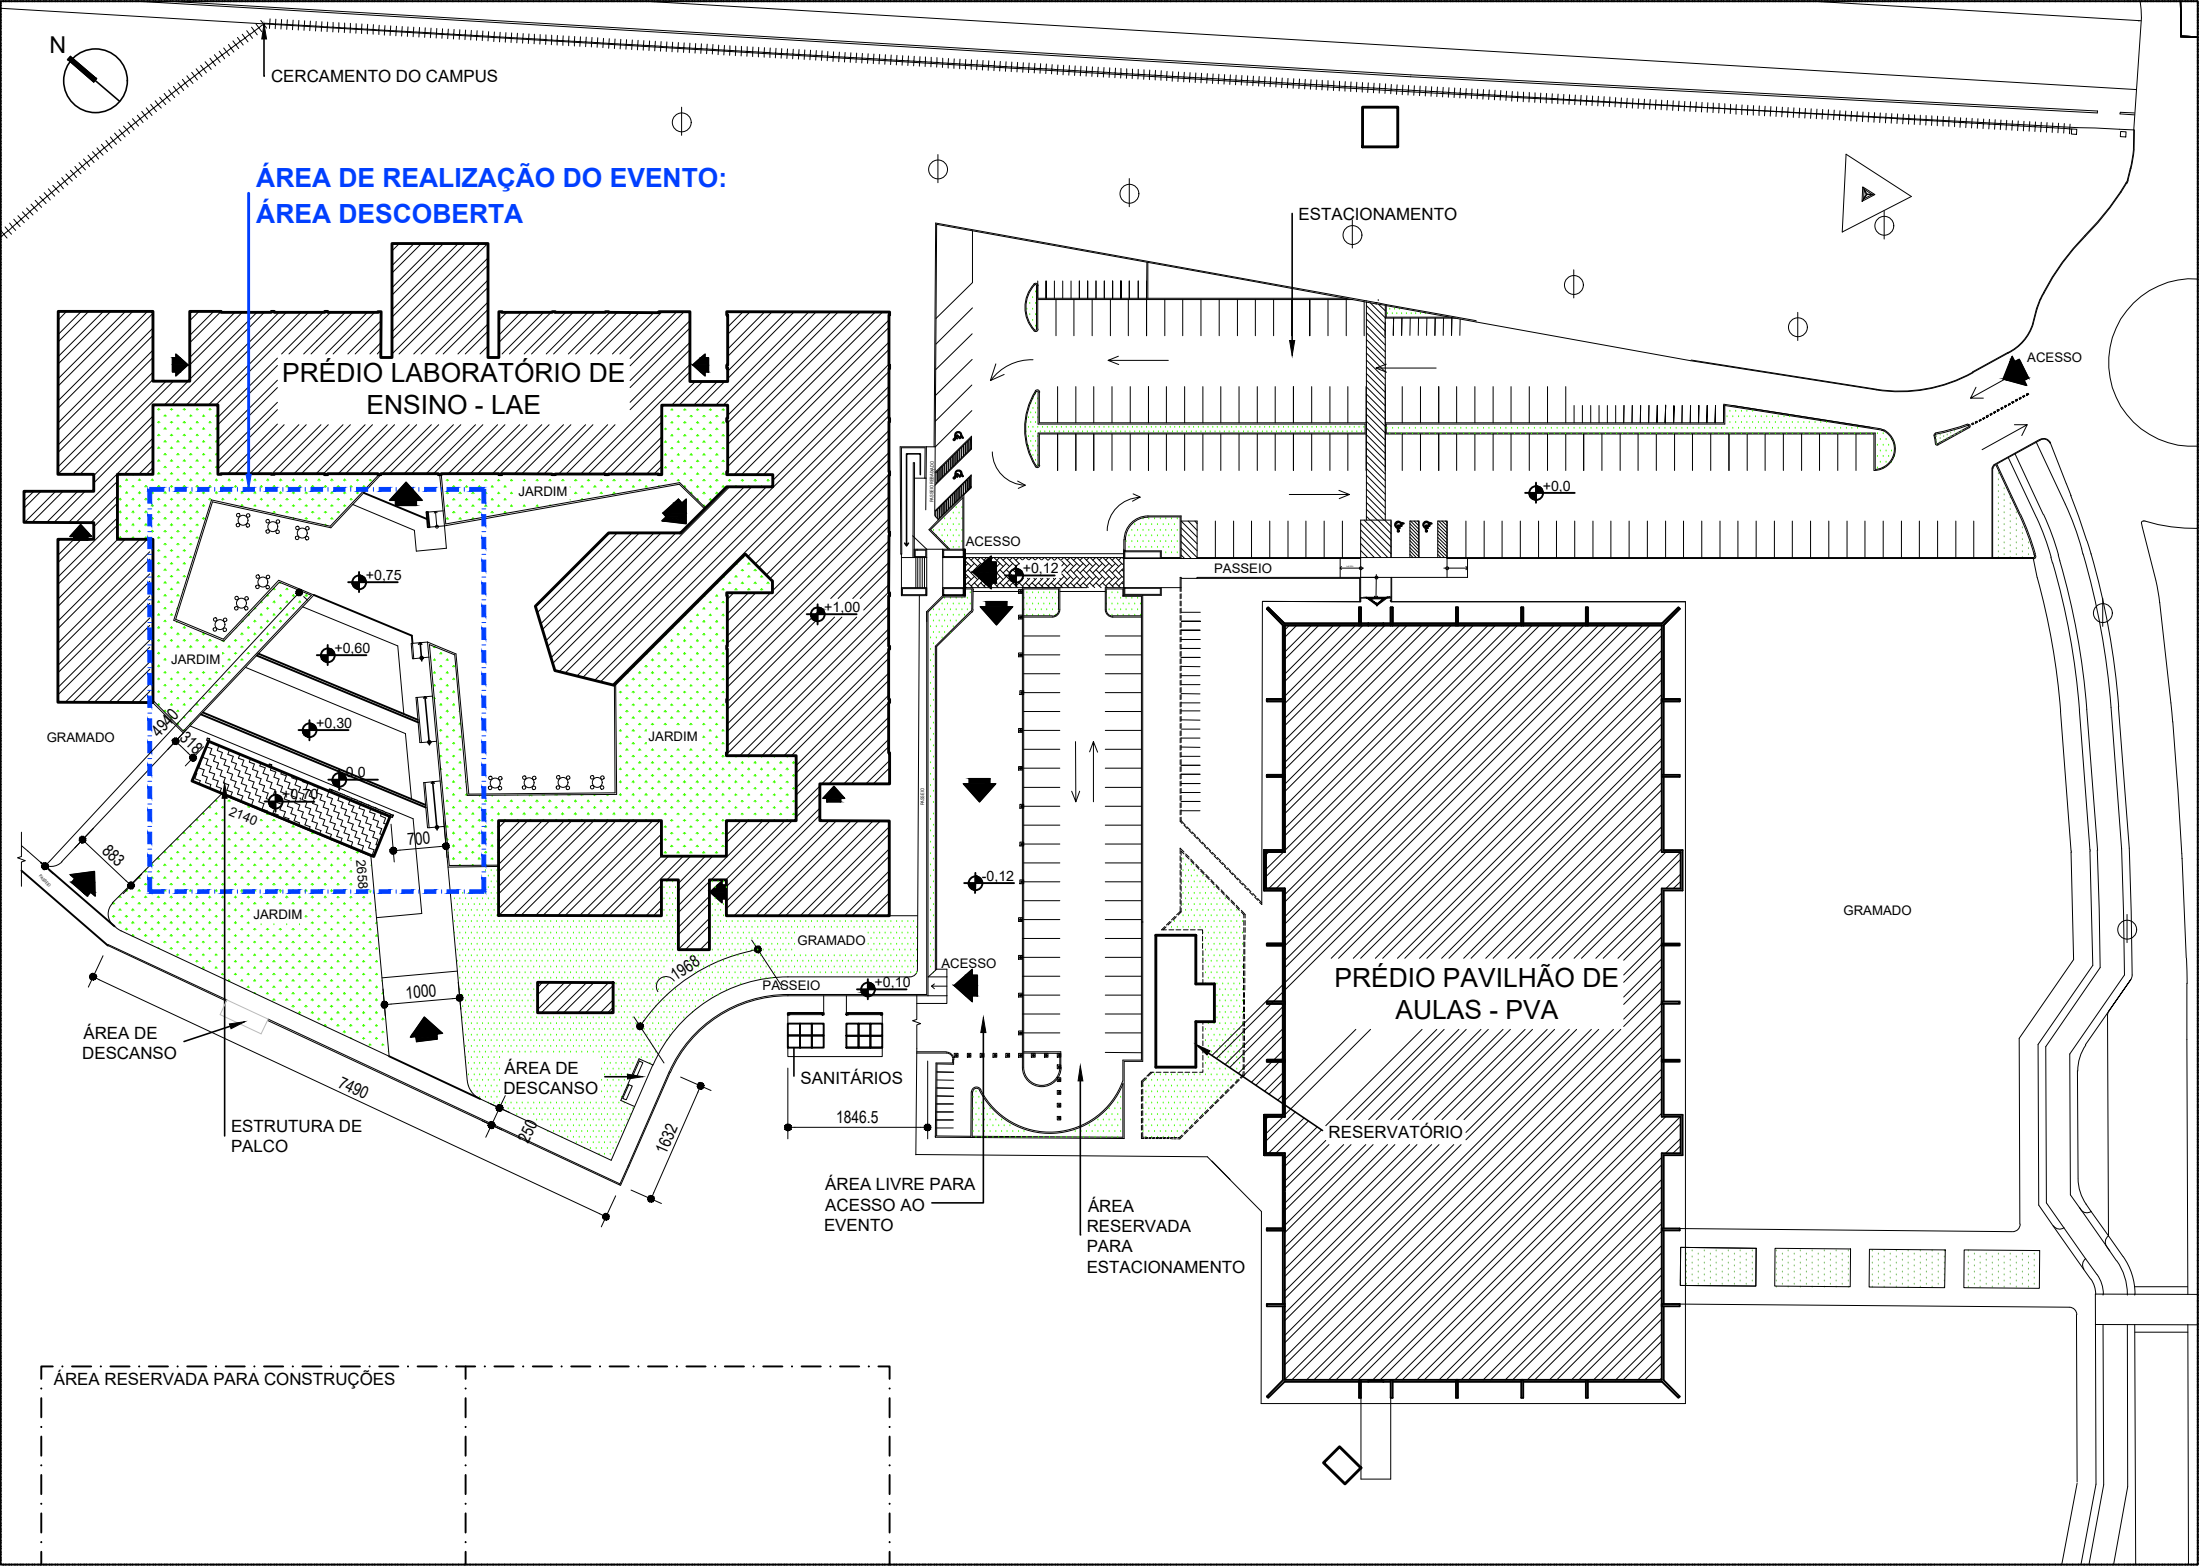 N
CERCAMENTO DO CAMPUS
ÁREA DE REALIZAÇÃO DO EVENTO:
ÁREA DESCOBERTA
ESTACIONAMENTO
ACESSO
PRÉDIO LABORATÓRIO DE
ENSINO - LAE
JARDIM
+0,0
ACESSO
+0,75
+0,12
PASSEIO
+1,00
+0,60
JARDIM
+0,30
GRAMADO
JARDIM
4940
318
0,0
+0,70
2140
700
883
2658
-0,12
JARDIM
GRAMADO
GRAMADO
ACESSO
1968
PASSEIO
+0,10
1000
PRÉDIO PAVILHÃO DE
AULAS - PVA
ÁREA DE
DESCANSO
ÁREA DE
DESCANSO
SANITÁRIOS
7490
1846.5
250
1632
ESTRUTURA DE
PALCO
RESERVATÓRIO
ÁREA LIVRE PARA
ACESSO AO
EVENTO
ÁREA
RESERVADA
PARA
ESTACIONAMENTO
ÁREA RESERVADA PARA CONSTRUÇÕES